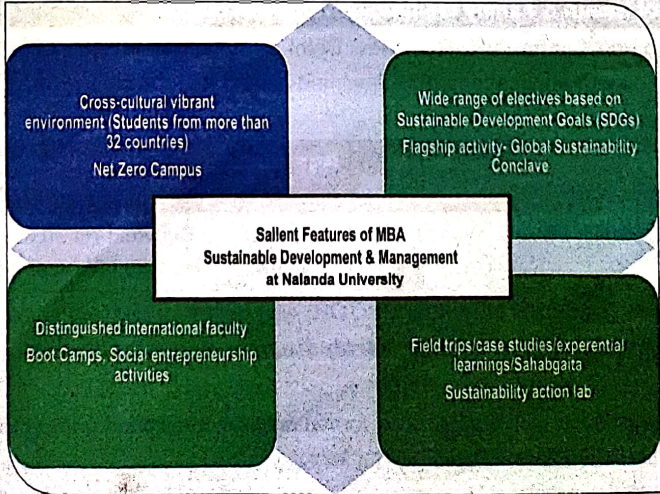 Cross-cultural vibrant
environment (Students from more than
32 countries)
Net Zero Campus
Wide range of electives based on
Sustainable Development Goals (SDGs)
Flagship activity- Global Sustainability
Conclave
Salient Features of MBA
Sustainable Development & Management
at Nalanda University
Distinguished international faculty
Boot Camps, Social entrepreneurship
activities
Field trips/case studies/experential
learnings/Sahabgaita
Sustainability action lab